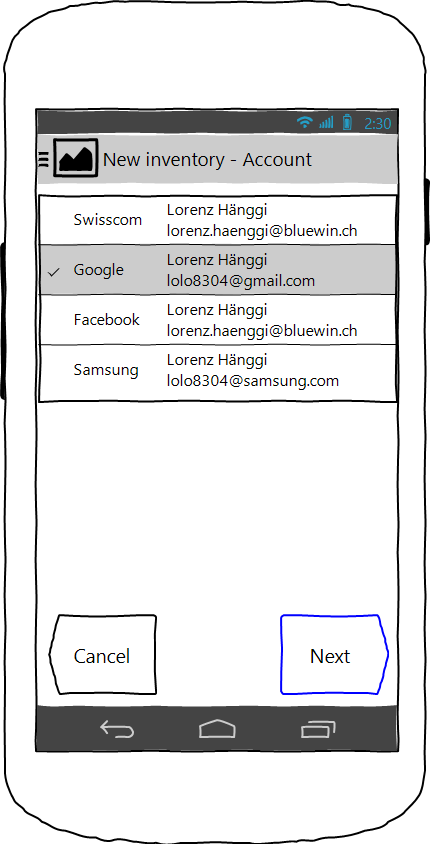 2:30
New inventory - Account
Swisscom
Lorenz Hänggi
lorenz.haenggi@bluewin.ch
Google
Lorenz Hänggi
lolo8304@gmail.com
Facebook
Lorenz Hänggi
lorenz.haenggi@bluewin.ch
Samsung
Lorenz Hänggi
lolo8304@samsung.com
Cancel
Next